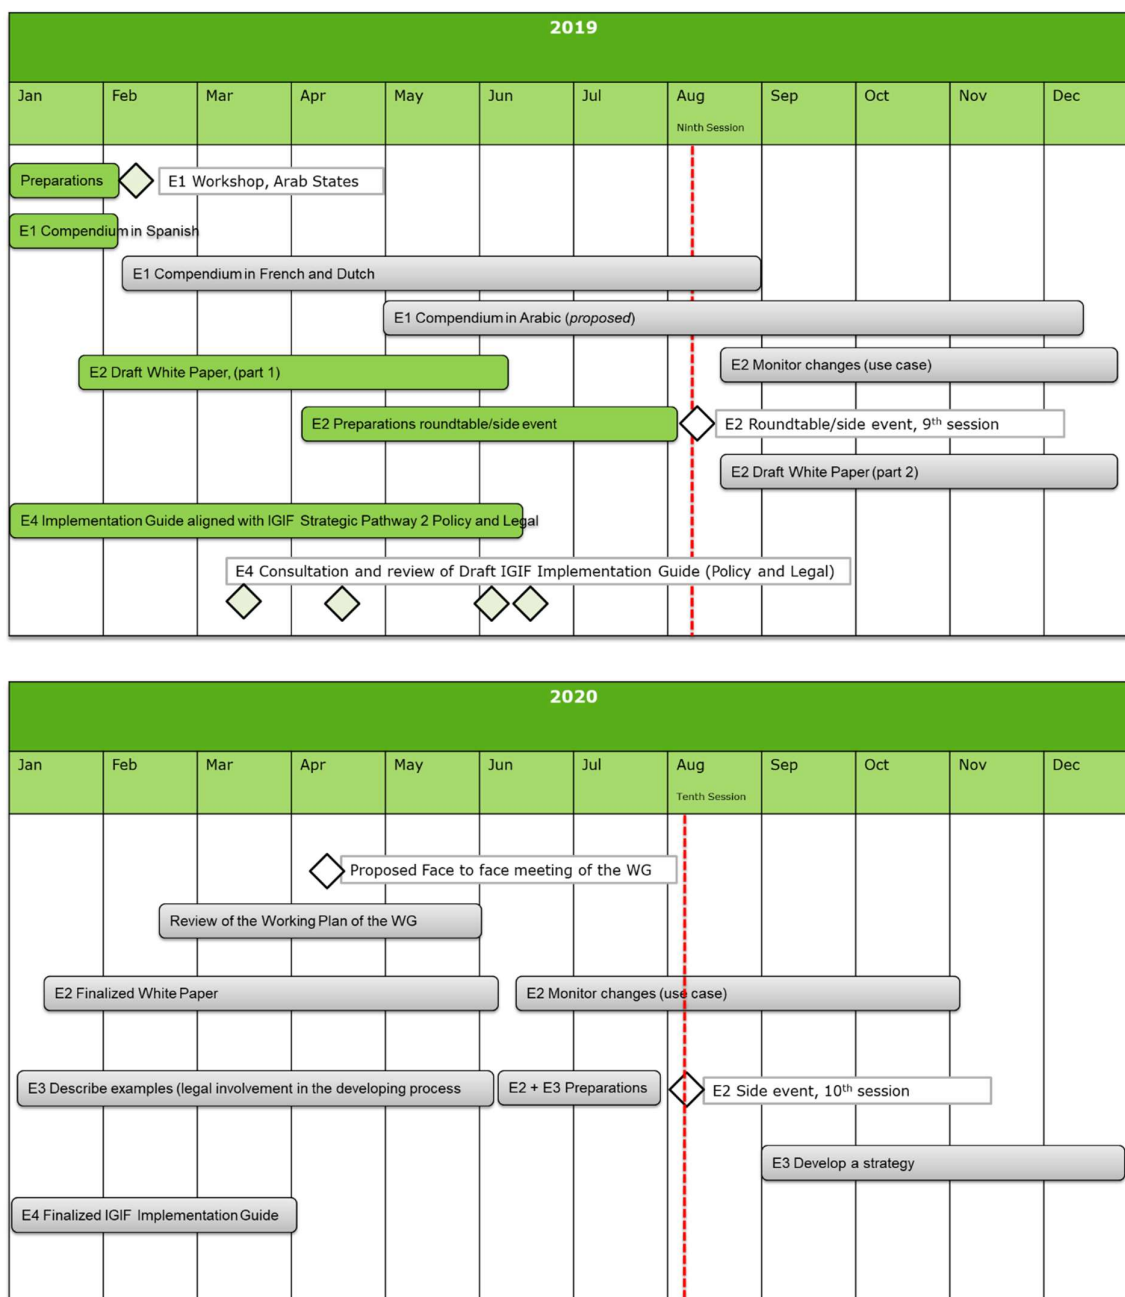 2019
Jan Feb Mar Apr May Jun Jul Aug Sep Oct Nov Dec
Ninth Session
Preparations
E1 Workshop, Arab States
E1 Compendium in Spanish
E1 Compendium in French and Dutch
E1 Compendium in Arabic (proposed)
E2 Draft White Paper, (part 1)
E2 Monitor changes (use case)
E2 Preparations roundtable/side event
E2 Roundtable/side event, 9th session
E2 Draft White Paper (part 2)
E4 Implementation Guide aligned with IGIF Strategic Pathway 2 Policy and Legal
E4 Consultation and review of Draft IGIF Implementation Guide (Policy and Legal)
2020
Jan Feb Mar Apr May Jun Jul Aug Sep Oct Nov Dec
Tenth Session
Proposed Face to face meeting of the WG
Review of the Working Plan of the WG
E2 Finalized White Paper
E2 Monitor changes (use case)
E3 Describe examples (legal involvement in the developing process
E2 + E3 Preparations
E2 Side event, 10th session
E3 Develop a strategy
E4 Finalized IGIF Implementation Guide